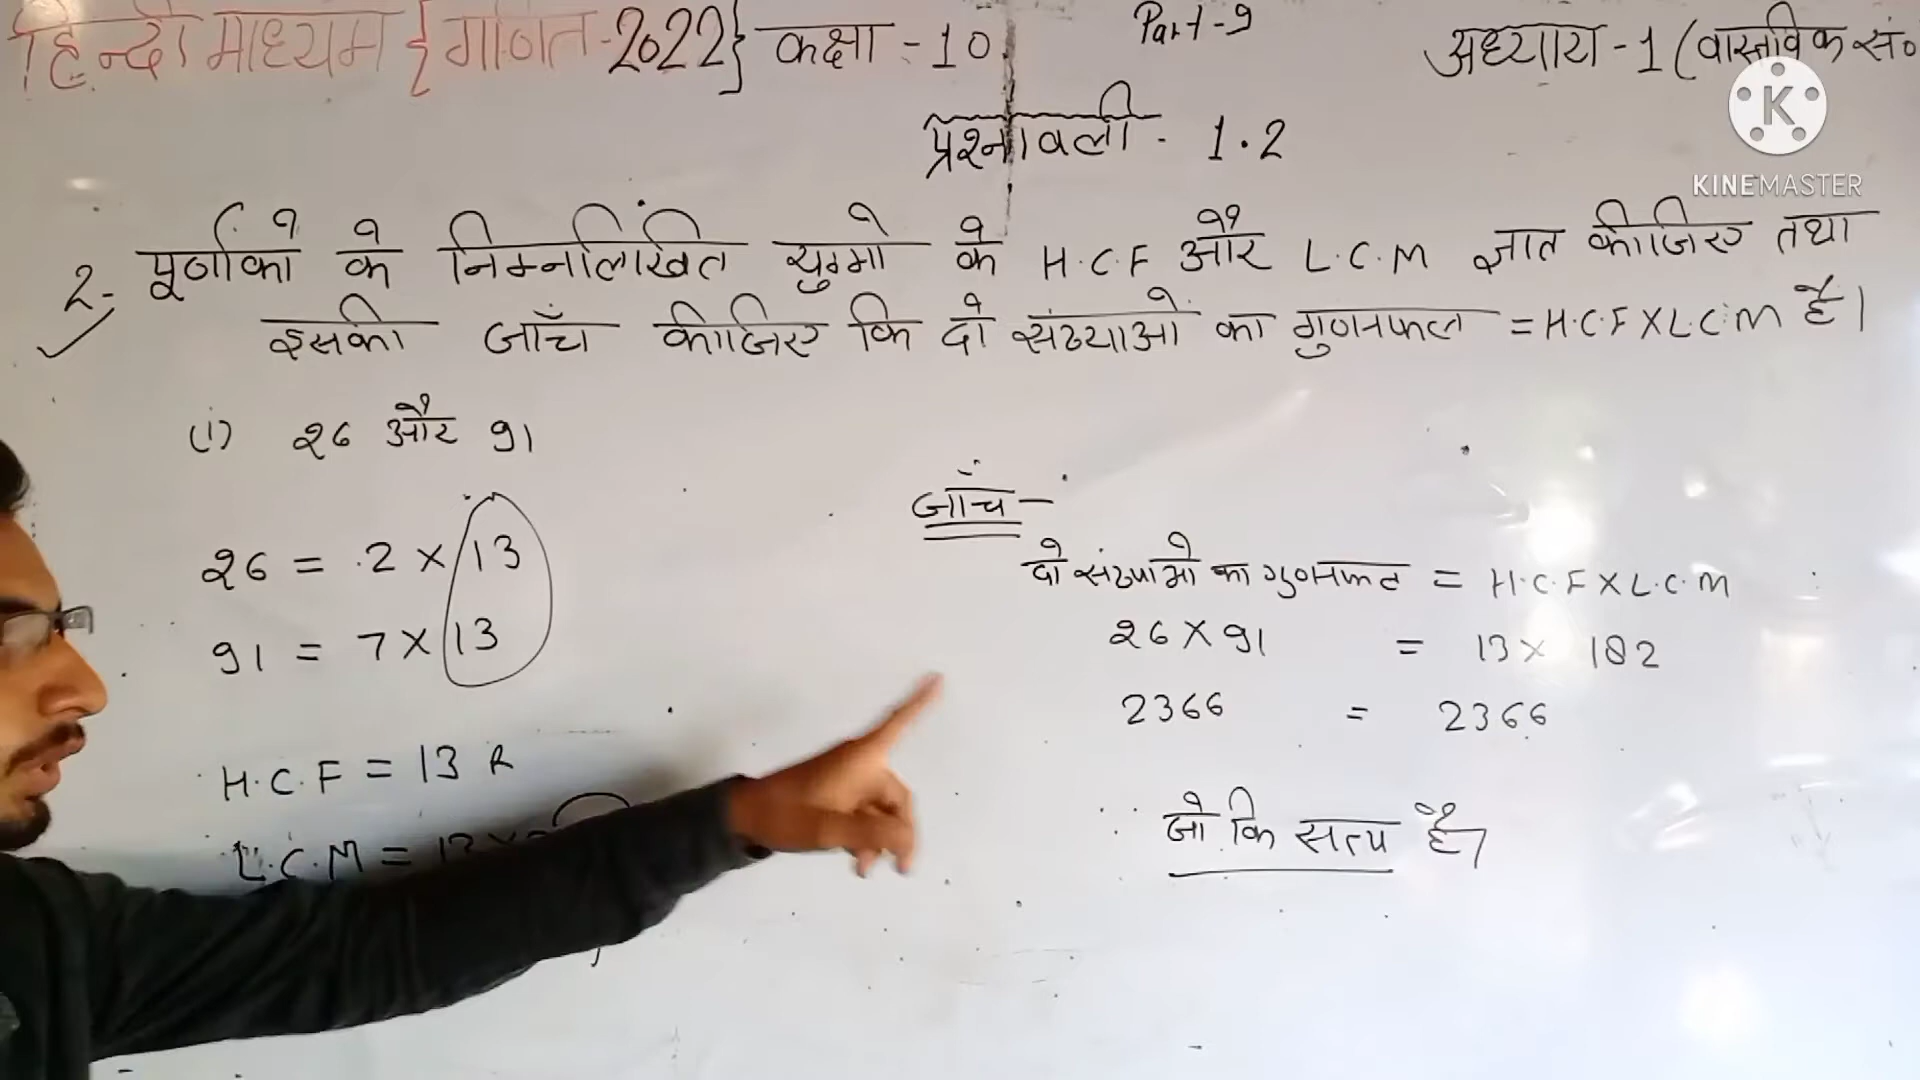 हिन्दी माध्यम {गणित-2022} कक्षा - 10 Part-9 अध्याय-1 (वास्तविक सं०
KINEMASTER
प्रश्नावली - 1.2
2- पूर्णांको के निम्नलिखित युग्मो के H.C.F और L.C.M ज्ञात कीजिए तथा
इसकी जाँच कीजिए कि दो संख्याओ का गुणनफल = H.C.F X L.C.M है।
(i) 26 और 91
26 = 2 × 13
91 = 7 × 13
H.C.F = 13
L.C.M = 13 ×
जाँच -
दो संख्याओ का गुणनफल = H.C.F X L.C.M
26 X 91 = 13 × 182
2366 = 2366
जो कि सत्य है